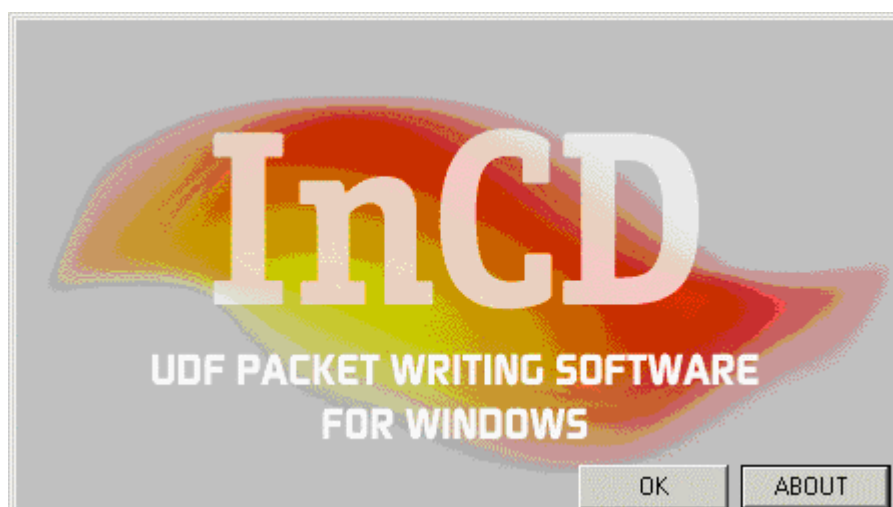 InCD
UDF PACKET WRITING SOFTWARE
FOR WINDOWS
OK ABOUT